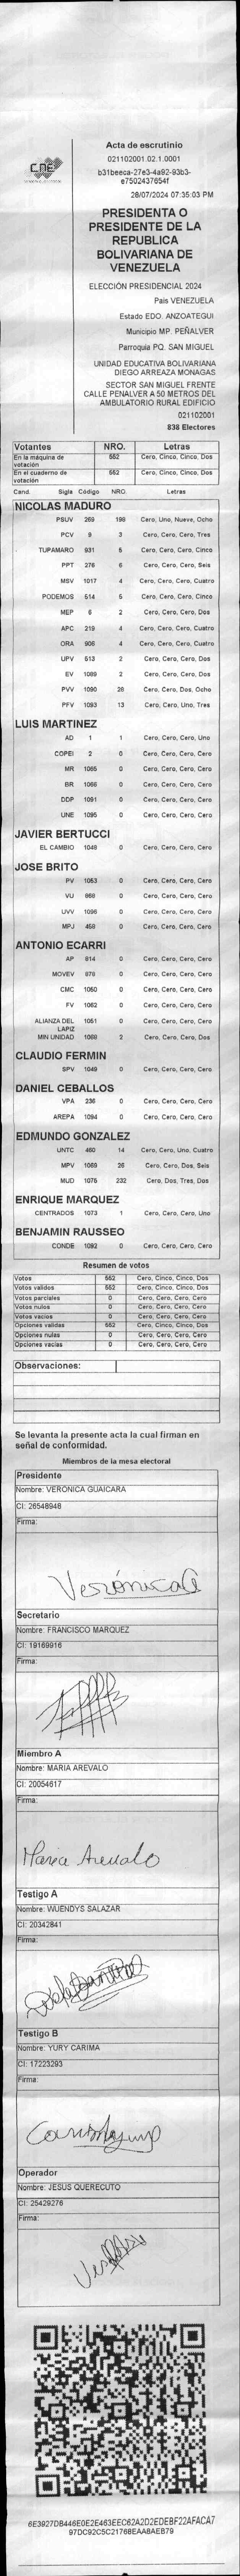 CNE
Acta de escrutinio
021102001.02.1.0001
b31beeca-27e3-4a92-93b3-
e7502437654f
28/07/2024 07:35:03 PM
PRESIDENTA O
PRESIDENTE DE LA
REPUBLICA
BOLIVARIANA DE
VENEZUELA
ELECCIÓN PRESIDENCIAL 2024
Pais VENEZUELA
Estado EDO. ANZOATEGUI
Municipio MP. PEÑALVER
Parroquia PQ. SAN MIGUEL
UNIDAD EDUCATIVA BOLIVARIANA
DIEGO ARREAZA MONAGAS
SECTOR SAN MIGUEL FRENTE
CALLE PENALVER A 50 METROS DEL
AMBULATORIO RURAL EDIFICIO
021102001
838 Electores
Votantes NRO. Letras
En la máquina de votación 552 Cero, Cinco, Cinco, Dos
En el cuaderno de votación 552 Cero, Cinco, Cinco, Dos
Cand. Sigla Código NRO. Letras
NICOLAS MADURO
PSUV 269 198 Cero, Uno, Nueve, Ocho
PCV 9 3 Cero, Cero, Cero, Tres
TUPAMARO 931 5 Cero, Cero, Cero, Cinco
PPT 276 6 Cero, Cero, Cero, Seis
MSV 1017 4 Cero, Cero, Cero, Cuatro
PODEMOS 514 5 Cero, Cero, Cero, Cinco
MEP 6 2 Cero, Cero, Cero, Dos
APC 219 4 Cero, Cero, Cero, Cuatro
ORA 906 4 Cero, Cero, Cero, Cuatro
UPV 513 2 Cero, Cero, Cero, Dos
EV 1089 2 Cero, Cero, Cero, Dos
PVV 1090 28 Cero, Cero, Dos, Ocho
PFV 1093 13 Cero, Cero, Uno, Tres
LUIS MARTINEZ
AD 1 1 Cero, Cero, Cero, Uno
COPEI 2 0 Cero, Cero, Cero, Cero
MR 1065 0 Cero, Cero, Cero, Cero
BR 1066 0 Cero, Cero, Cero, Cero
DDP 1091 0 Cero, Cero, Cero, Cero
UNE 1095 0 Cero, Cero, Cero, Cero
JAVIER BERTUCCI
EL CAMBIO 1048 0 Cero, Cero, Cero, Cero
JOSE BRITO
PV 1053 0 Cero, Cero, Cero, Cero
VU 868 0 Cero, Cero, Cero, Cero
UVV 1096 0 Cero, Cero, Cero, Cero
MPJ 458 0 Cero, Cero, Cero, Cero
ANTONIO ECARRI
AP 814 0 Cero, Cero, Cero, Cero
MOVEV 878 0 Cero, Cero, Cero, Cero
CMC 1050 0 Cero, Cero, Cero, Cero
FV 1052 0 Cero, Cero, Cero, Cero
ALIANZA DEL LAPIZ 1051 0 Cero, Cero, Cero, Cero
MIN UNIDAD 1088 2 Cero, Cero, Cero, Dos
CLAUDIO FERMIN
SPV 1049 0 Cero, Cero, Cero, Cero
DANIEL CEBALLOS
VPA 236 0 Cero, Cero, Cero, Cero
AREPA 1094 0 Cero, Cero, Cero, Cero
EDMUNDO GONZALEZ
UNTC 460 14 Cero, Cero, Uno, Cuatro
MPV 1069 26 Cero, Cero, Dos, Seis
MUD 1076 232 Cero, Dos, Tres, Dos
ENRIQUE MARQUEZ
CENTRADOS 1073 1 Cero, Cero, Cero, Uno
BENJAMIN RAUSSEO
CONDE 1092 0 Cero, Cero, Cero, Cero
Resumen de votos
Votos 552 Cero, Cinco, Cinco, Dos
Votos validos 552 Cero, Cinco, Cinco, Dos
Votos parciales 0 Cero, Cero, Cero, Cero
Votos nulos 0 Cero, Cero, Cero, Cero
Votos vacios 0 Cero, Cero, Cero, Cero
Opciones validas 552 Cero, Cinco, Cinco, Dos
Opciones nulas 0 Cero, Cero, Cero, Cero
Opciones vacias 0 Cero, Cero, Cero, Cero
Observaciones:
Se levanta la presente acta la cual firman en
señal de conformidad.
Miembros de la mesa electoral
Presidente
Nombre: VERONICA GUAICARA
CI: 26548948
Firma:
Secretario
Nombre: FRANCISCO MARQUEZ
CI: 19169916
Firma:
Miembro A
Nombre: MARIA AREVALO
CI: 20054617
Firma:
Maria Arevalo
Testigo A
Nombre: WUENDYS SALAZAR
CI: 20342841
Firma:
Testigo B
Nombre: YURY CARIMA
CI: 17223293
Firma:
Operador
Nombre: JESUS QUERECUTO
CI: 25429276
Firma:
6E3927DB446E0E2E463EEC62A2D2EDEBF22AFACA7
97DC92C5C21768EAA8AEB79